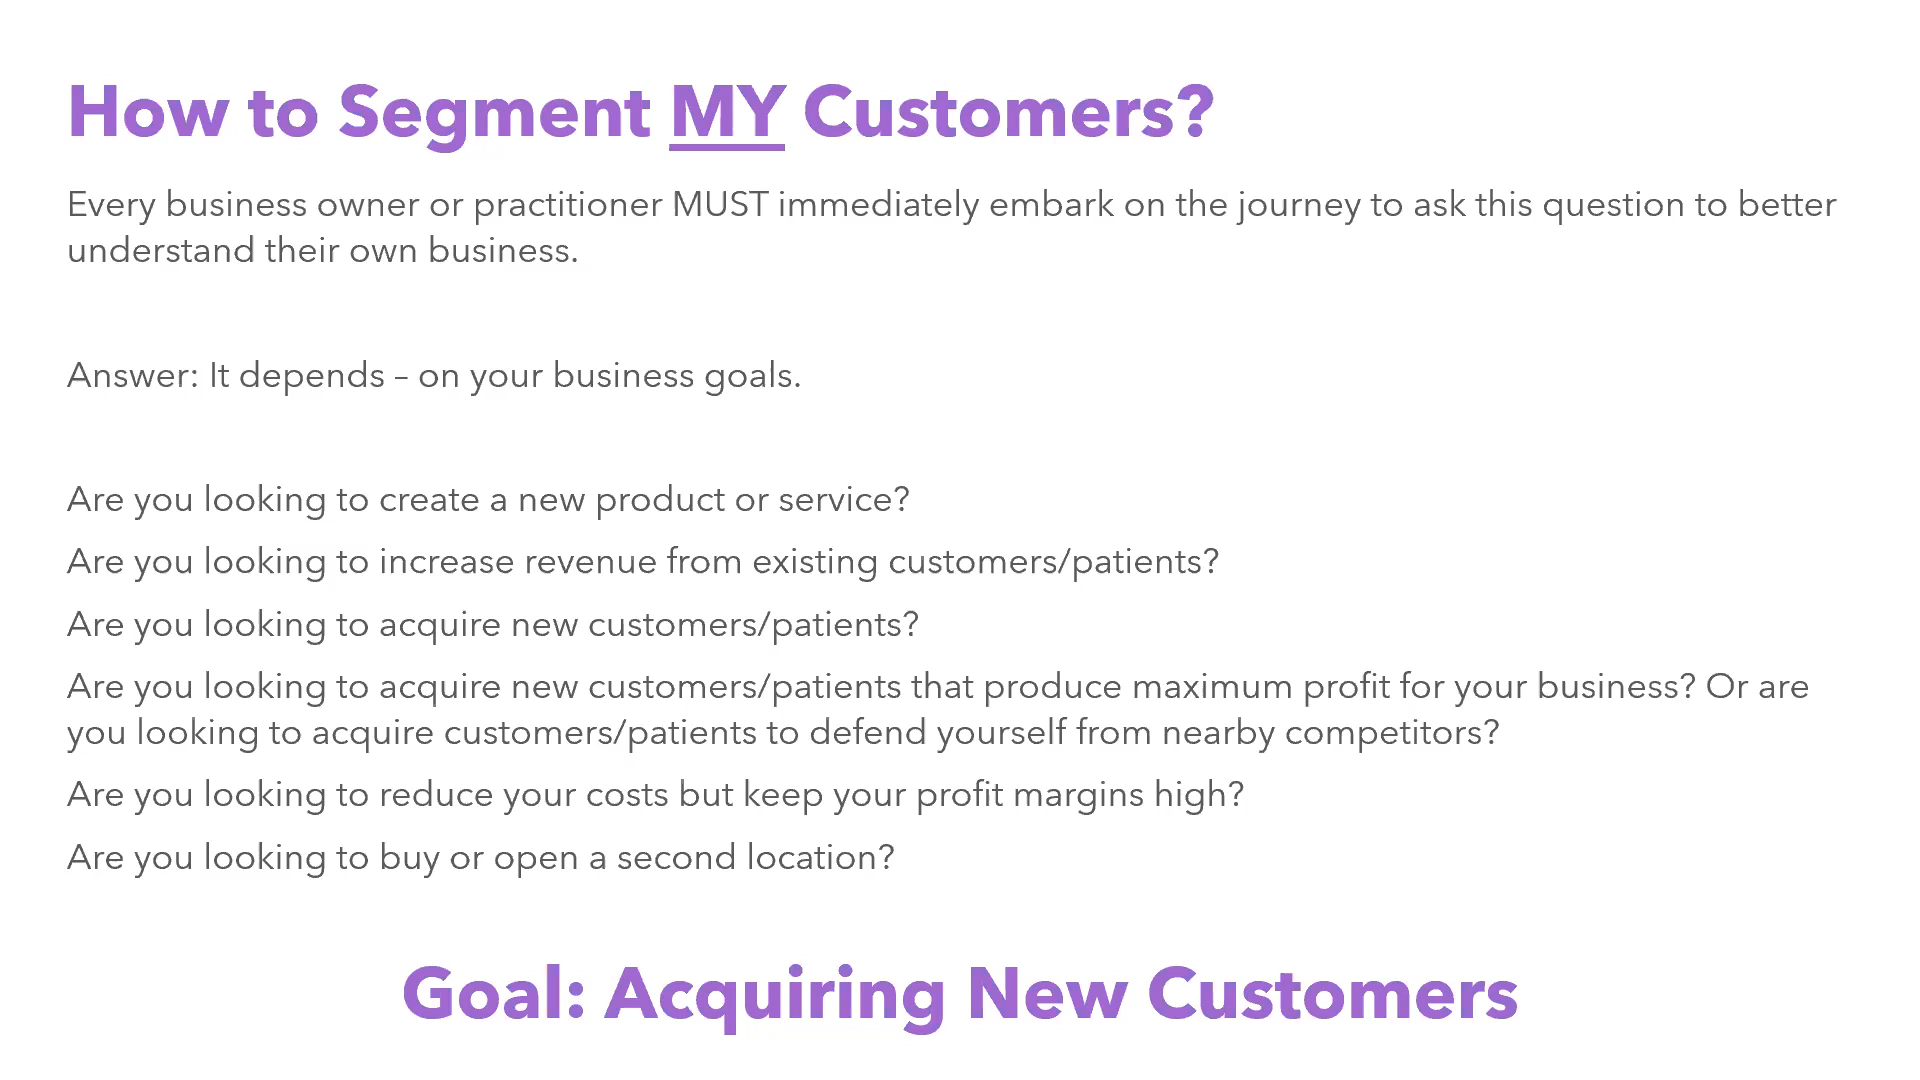 How to Segment MY Customers?
Every business owner or practitioner MUST immediately embark on the journey to ask this question to better
understand their own business.
Answer: It depends – on your business goals.
Are you looking to create a new product or service?
Are you looking to increase revenue from existing customers/patients?
Are you looking to acquire new customers/patients?
Are you looking to acquire new customers/patients that produce maximum profit for your business? Or are
you looking to acquire customers/patients to defend yourself from nearby competitors?
Are you looking to reduce your costs but keep your profit margins high?
Are you looking to buy or open a second location?
Goal: Acquiring New Customers